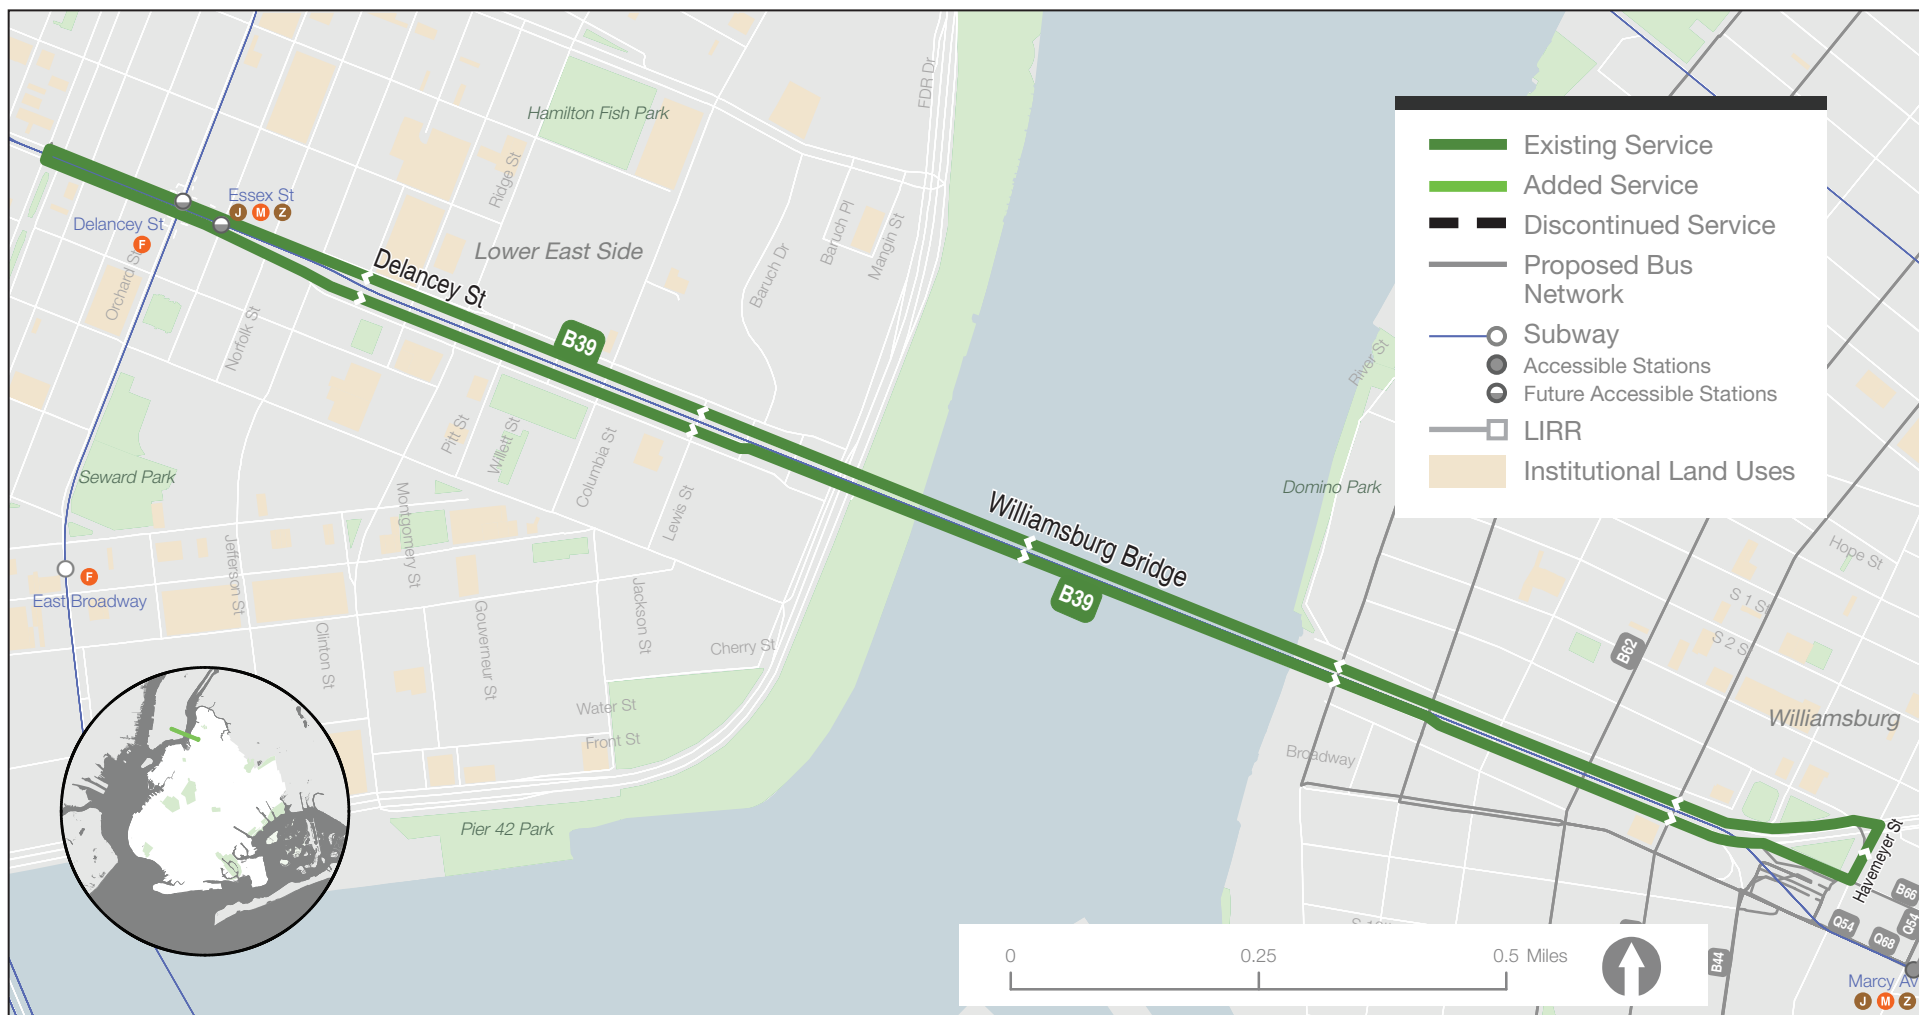 Existing Service
Added Service
Discontinued Service
Proposed Bus
Network
Subway
Accessible Stations
Future Accessible Stations
LIRR
Institutional Land Uses
Hamilton Fish Park
FDR Dr
Ridge St
Essex St
J M Z
Delancey St
F
Orchard St
Lower East Side
Delancey St
Baruch Pl
Mangin St
Baruch Dr
Norfolk St
B39
River St
Pitt St
Willett St
Columbia St
Lewis St
Seward Park
Domino Park
Montgomery St
Williamsburg Bridge
B39
Hope St
S 1 St
S 2 S
B62
F
East Broadway
Jefferson St
Clinton St
Gouverneur St
Jackson St
Cherry St
Water St
Front St
Williamsburg
Broadway
Pier 42 Park
Havemeyer St
B66
Q54
Q54
Q68
B44
Marcy Av
J M Z
0 0.25 0.5 Miles